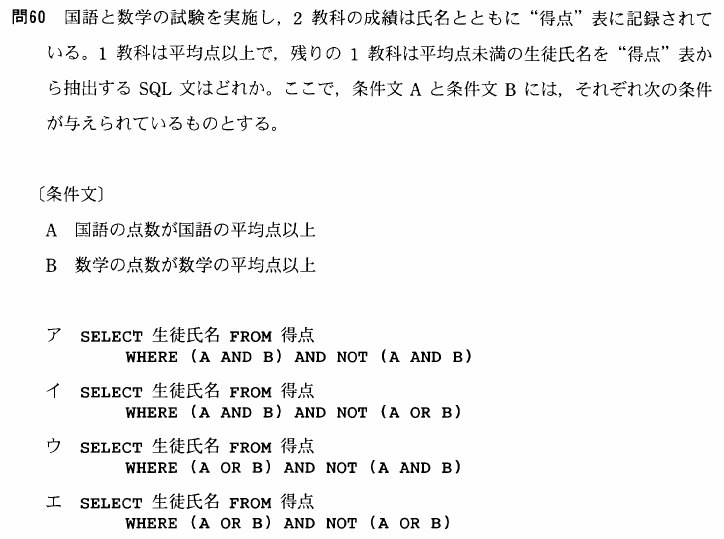 問60 国語と数学の試験を実施し，2 教科の成績は氏名とともに“得点”表に記録されて
いる。1 教科は平均点以上で，残りの 1 教科は平均点未満の生徒氏名を“得点”表か
ら抽出する SQL 文はどれか。ここで，条件文 A と条件文 B には，それぞれ次の条件
が与えられているものとする。
〔条件文〕
A 国語の点数が国語の平均点以上
B 数学の点数が数学の平均点以上
ア SELECT 生徒氏名 FROM 得点
WHERE (A AND B) AND NOT (A AND B)
イ SELECT 生徒氏名 FROM 得点
WHERE (A AND B) AND NOT (A OR B)
ウ SELECT 生徒氏名 FROM 得点
WHERE (A OR B) AND NOT (A AND B)
エ SELECT 生徒氏名 FROM 得点
WHERE (A OR B) AND NOT (A OR B)